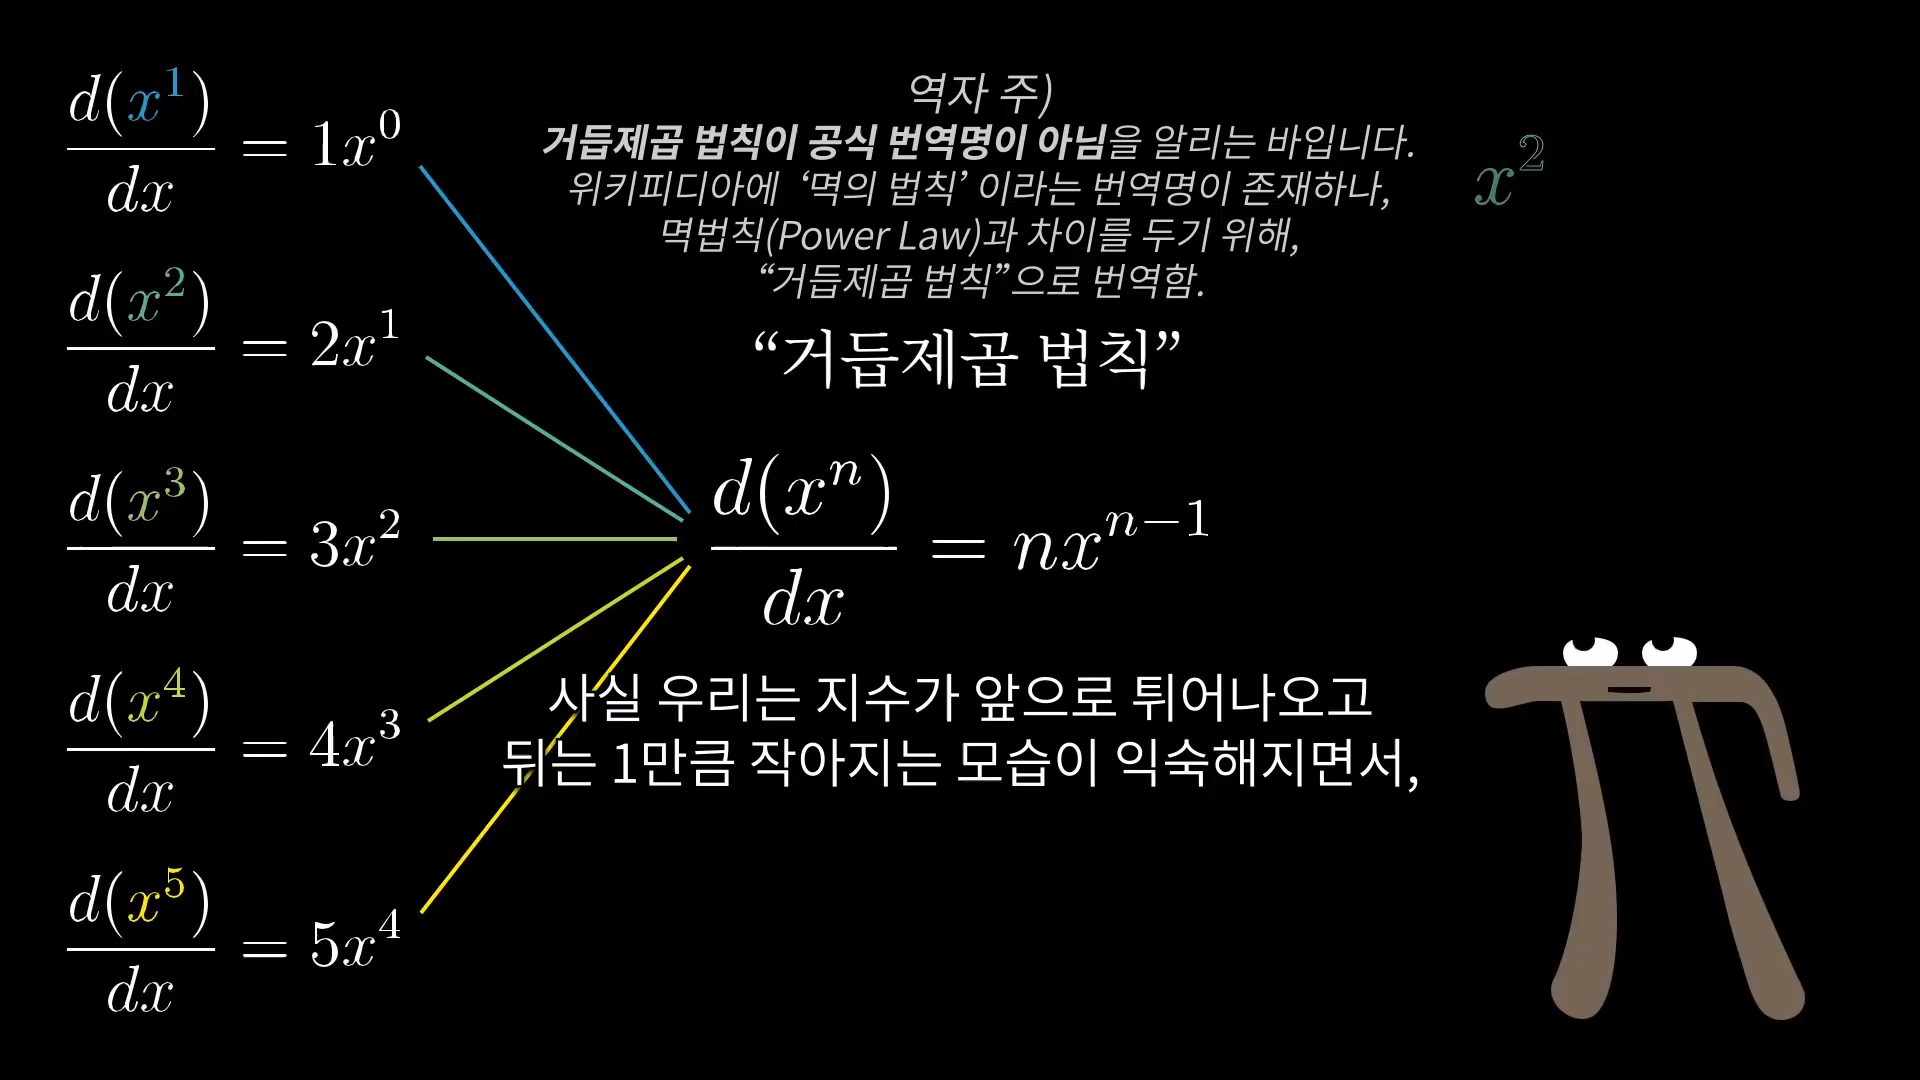 d(x^1)/dx = 1x^0
d(x^2)/dx = 2x^1
d(x^3)/dx = 3x^2
d(x^4)/dx = 4x^3
d(x^5)/dx = 5x^4
역자 주)
거듭제곱 법칙이 공식 번역명이 아님을 알리는 바입니다.
위키피디아에 ‘멱의 법칙’ 이라는 번역명이 존재하나,
멱법칙(Power Law)과 차이를 두기 위해,
“거듭제곱 법칙”으로 번역함.
“거듭제곱 법칙”
d(x^n)/dx = nx^{n-1}
사실 우리는 지수가 앞으로 튀어나오고
뒤는 1만큼 작아지는 모습이 익숙해지면서,
x^2